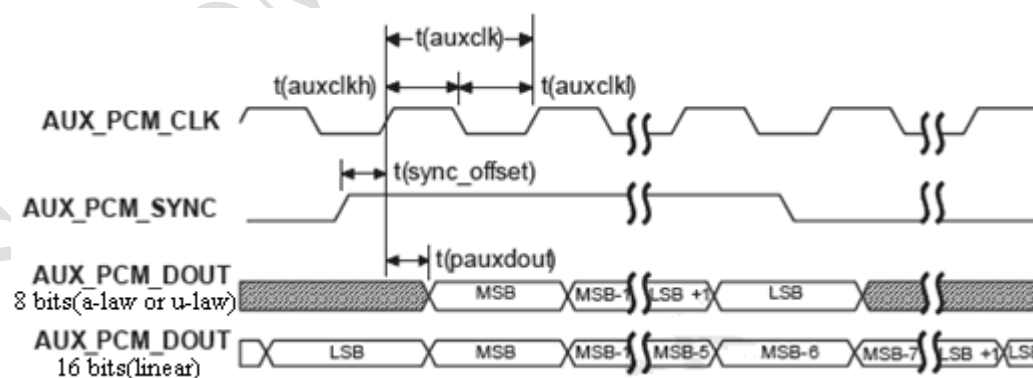 t(auxclk)
t(auxclkh)
t(auxclkl)
AUX_PCM_CLK
t(sync_offset)
AUX_PCM_SYNC
t(pauxdout)
AUX_PCM_DOUT
8 bits(a-law or u-law)
MSB MSB-1 LSB +1 LSB
AUX_PCM_DOUT
16 bits(linear)
LSB MSB MSB-1 MSB-5 MSB-6 MSB-7 LSB +1 LSB